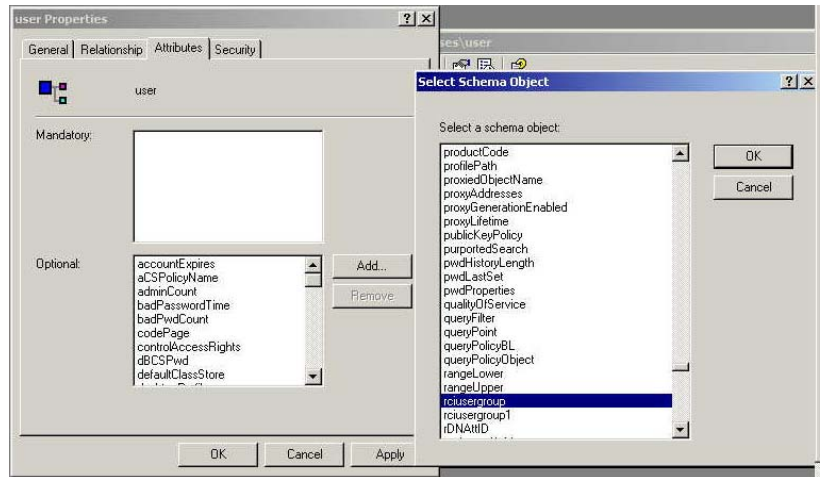 user Properties
General Relationship Attributes Security
user
Mandatory:
Optional:
accountExpires
aCSPolicyName
adminCount
badPasswordTime
badPwdCount
codePage
controlAccessRights
dBCSPwd
defaultClassStore
Add...
Remove
OK Cancel Apply
ses\user
Select Schema Object
Select a schema object:
productCode
profilePath
proxiedObjectName
proxyAddresses
proxyGenerationEnabled
proxyLifetime
publicKeyPolicy
purportedSearch
pwdHistoryLength
pwdLastSet
pwdProperties
qualityOfService
queryFilter
queryPoint
queryPolicyBL
queryPolicyObject
rangeLower
rangeUpper
rciusergroup
rciusergroup1
rDNAttID
OK
Cancel